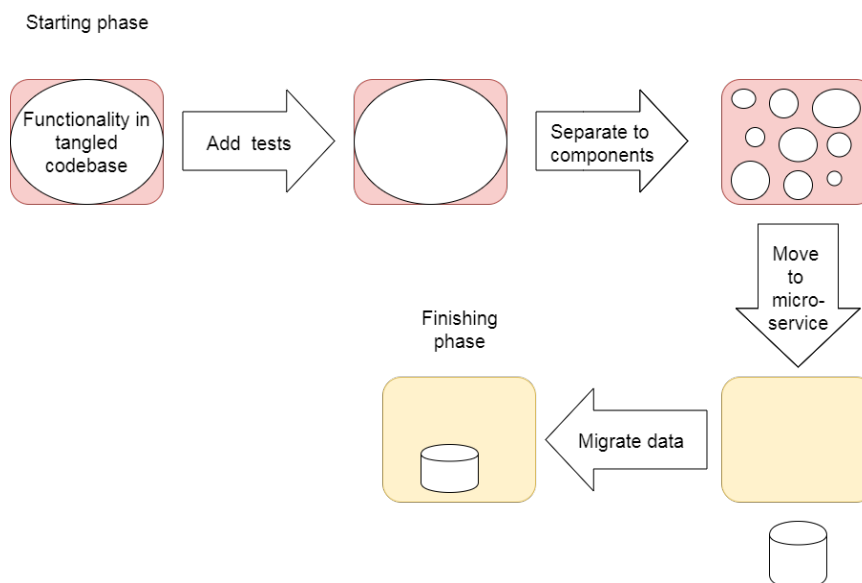 Starting phase
Functionality in
tangled
codebase
Add tests
Separate to
components
Move
to
micro-
service
Finishing
phase
Migrate data